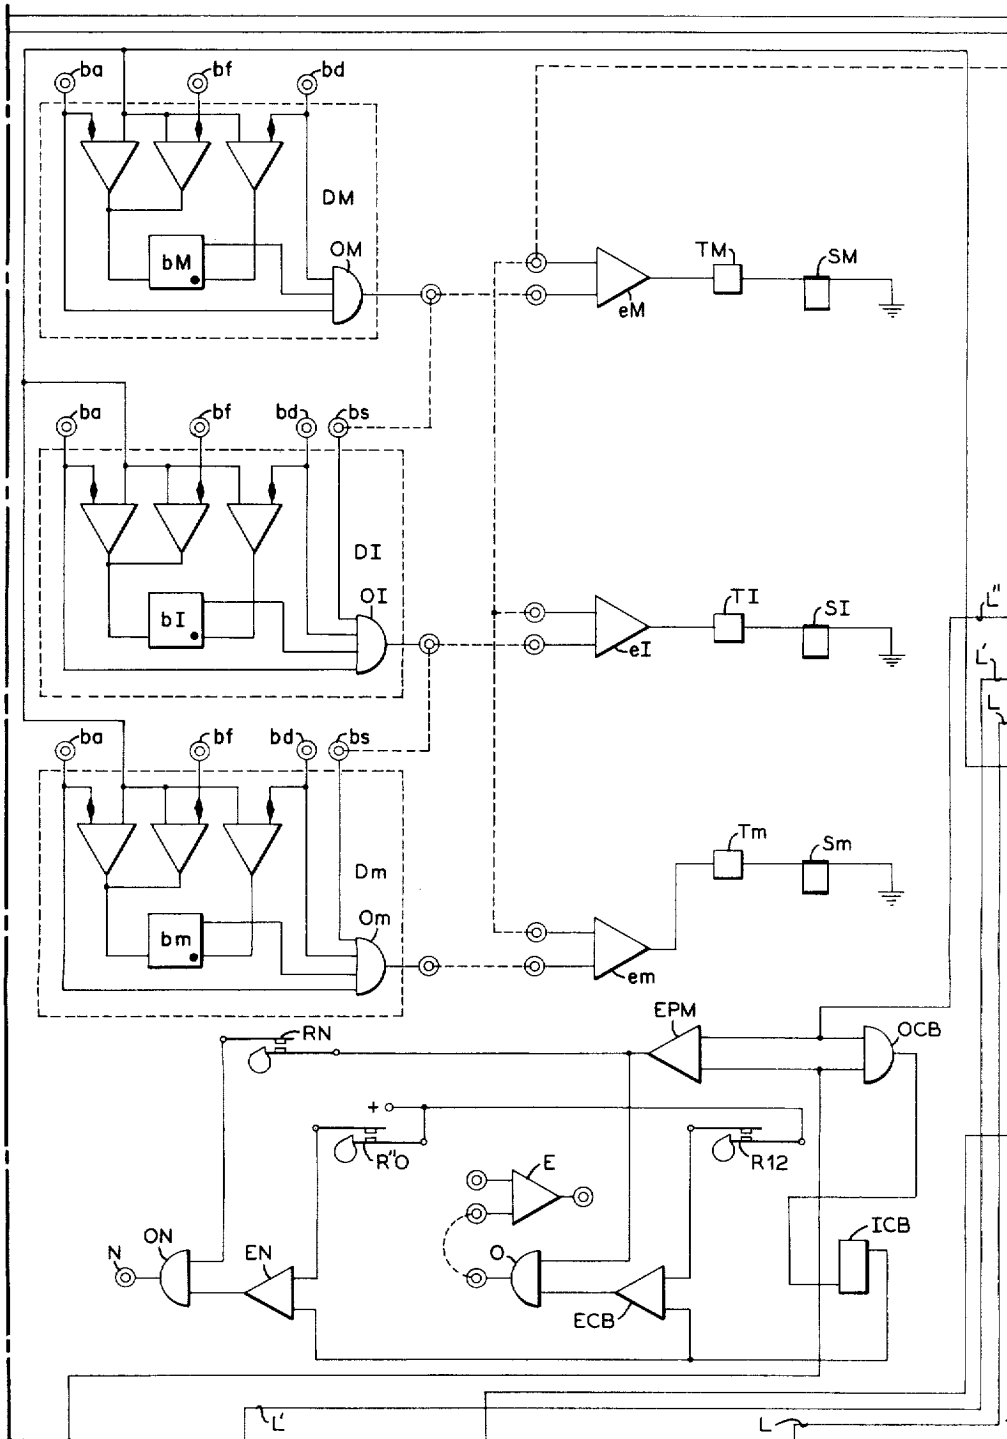 ba bf bd
DM
OM
bM
TM SM
eM
ba bf bd bs
DI
OI
bI
TI SI
eI
L"
L'
L
ba bf bd bs
Dm
Om
bm
Tm Sm
em
RN EPM OCB
+
R"O R12
E
ICB
ON
N EN O
ECB
L' L